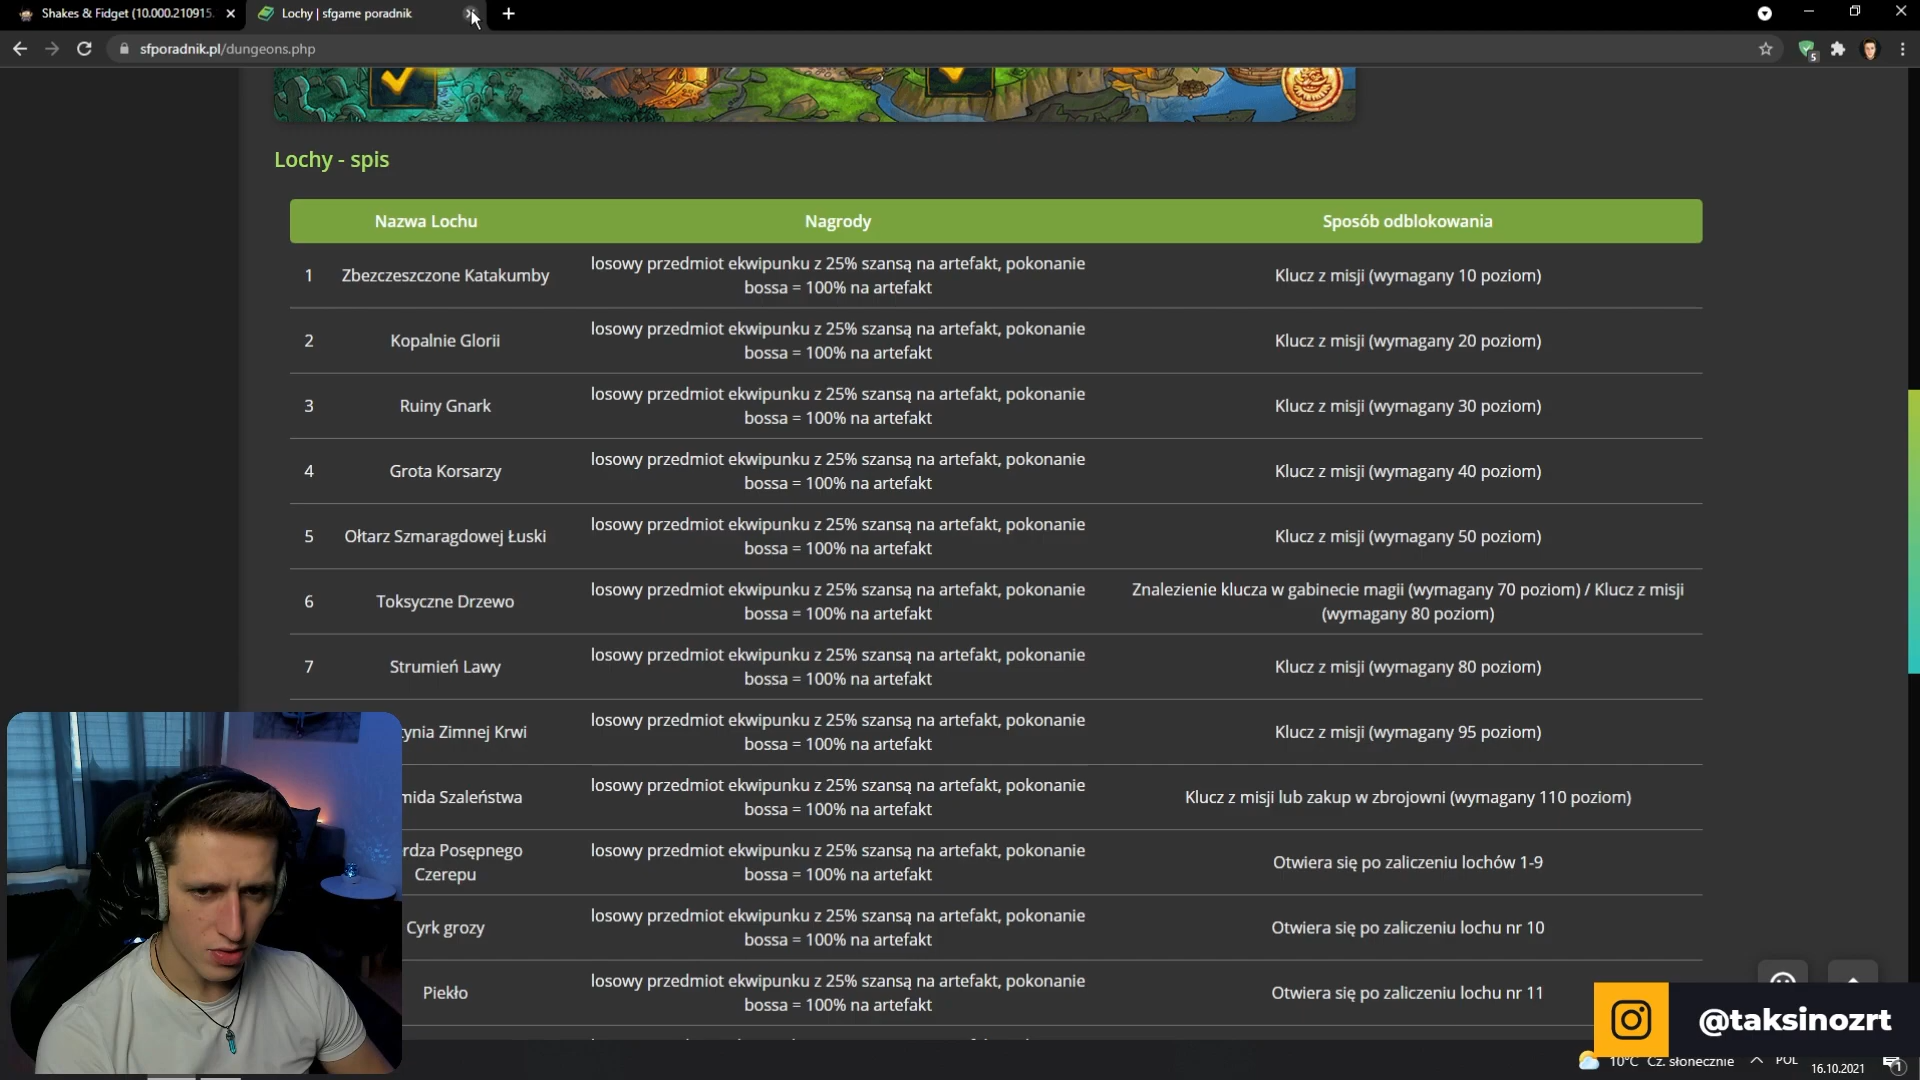 Shakes & Fidget (10.000.210915.
Lochy | sfgame poradnik
sfporadnik.pl/dungeons.php
5
Lochy - spis
Nazwa Lochu Nagrody Sposób odblokowania
1 Zbezczeszczone Katakumby losowy przedmiot ekwipunku z 25% szansą na artefakt, pokonanie
bossa = 100% na artefakt Klucz z misji (wymagany 10 poziom)
2 Kopalnie Glorii losowy przedmiot ekwipunku z 25% szansą na artefakt, pokonanie
bossa = 100% na artefakt Klucz z misji (wymagany 20 poziom)
3 Ruiny Gnark losowy przedmiot ekwipunku z 25% szansą na artefakt, pokonanie
bossa = 100% na artefakt Klucz z misji (wymagany 30 poziom)
4 Grota Korsarzy losowy przedmiot ekwipunku z 25% szansą na artefakt, pokonanie
bossa = 100% na artefakt Klucz z misji (wymagany 40 poziom)
5 Ołtarz Szmaragdowej Łuski losowy przedmiot ekwipunku z 25% szansą na artefakt, pokonanie
bossa = 100% na artefakt Klucz z misji (wymagany 50 poziom)
6 Toksyczne Drzewo losowy przedmiot ekwipunku z 25% szansą na artefakt, pokonanie
bossa = 100% na artefakt Znalezienie klucza w gabinecie magii (wymagany 70 poziom) / Klucz z misji
(wymagany 80 poziom)
7 Strumień Lawy losowy przedmiot ekwipunku z 25% szansą na artefakt, pokonanie
bossa = 100% na artefakt Klucz z misji (wymagany 80 poziom)
ynia Zimnej Krwi losowy przedmiot ekwipunku z 25% szansą na artefakt, pokonanie
bossa = 100% na artefakt Klucz z misji (wymagany 95 poziom)
mida Szaleństwa losowy przedmiot ekwipunku z 25% szansą na artefakt, pokonanie
bossa = 100% na artefakt Klucz z misji lub zakup w zbrojowni (wymagany 110 poziom)
rdza Posępnego
Czerepu losowy przedmiot ekwipunku z 25% szansą na artefakt, pokonanie
bossa = 100% na artefakt Otwiera się po zaliczeniu lochów 1-9
Cyrk grozy losowy przedmiot ekwipunku z 25% szansą na artefakt, pokonanie
bossa = 100% na artefakt Otwiera się po zaliczeniu lochu nr 10
Piekło losowy przedmiot ekwipunku z 25% szansą na artefakt, pokonanie
bossa = 100% na artefakt Otwiera się po zaliczeniu lochu nr 11
@taksinozrt
10°C Cz. słonecznie POL
16.10.2021
1